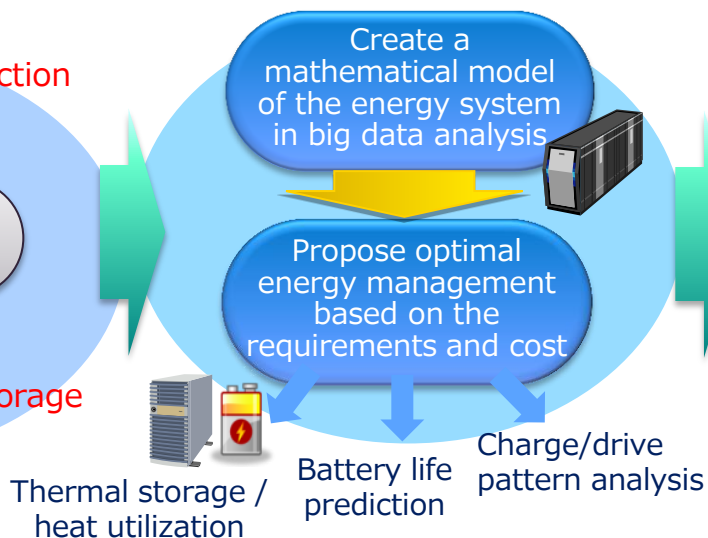 ction
Create a
mathematical model
of the energy system
in big data analysis
Propose optimal
energy management
based on the
requirements and cost
orage
Thermal storage /
heat utilization
Battery life
prediction
Charge/drive
pattern analysis